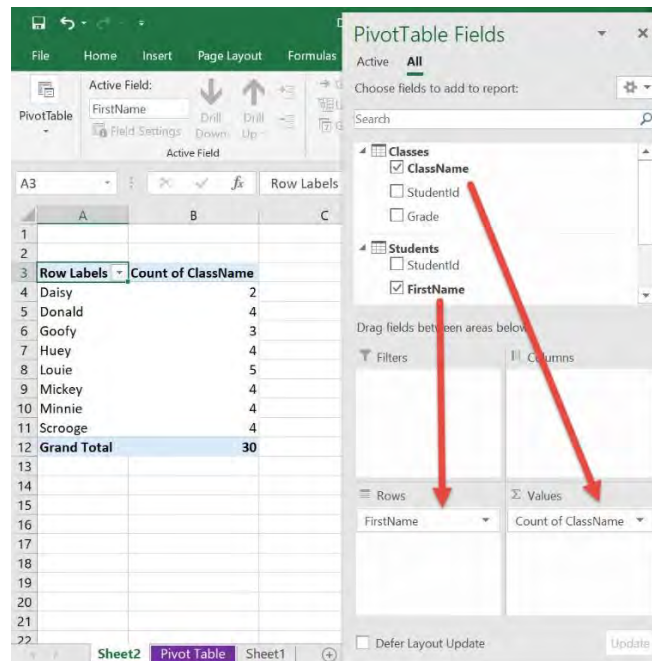 D
File Home Insert Page Layout Formulas
PivotTable
Active Field:
FirstName
Field Settings
Drill Down
Drill Up
Active Field
A3
fx
Row Labels
A B C
1
2
3 Row Labels Count of ClassName
4 Daisy 2
5 Donald 4
6 Goofy 3
7 Huey 4
8 Louie 5
9 Mickey 4
10 Minnie 4
11 Scrooge 4
12 Grand Total 30
13
14
15
16
17
18
19
20
21
22
Sheet2 Pivot Table Sheet1
PivotTable Fields
Active All
Choose fields to add to report:
Search
Classes
ClassName
StudentId
Grade
Students
StudentId
FirstName
Drag fields between areas below:
Filters
Columns
Rows
Σ Values
FirstName
Count of ClassName
Defer Layout Update
Update